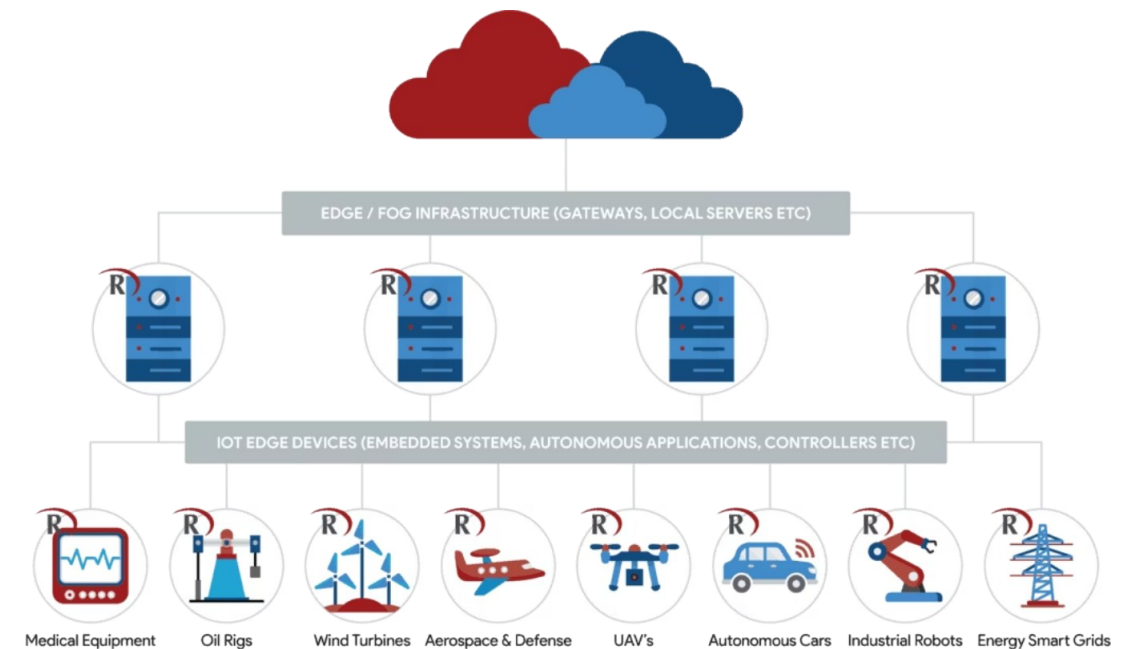 EDGE / FOG INFRASTRUCTURE (GATEWAYS, LOCAL SERVERS ETC)
R
R
R
R
IOT EDGE DEVICES (EMBEDDED SYSTEMS, AUTONOMOUS APPLICATIONS, CONTROLLERS ETC)
R
R
R
R
R
R
R
R
Medical Equipment
Oil Rigs
Wind Turbines
Aerospace & Defense
UAV's
Autonomous Cars
Industrial Robots
Energy Smart Grids